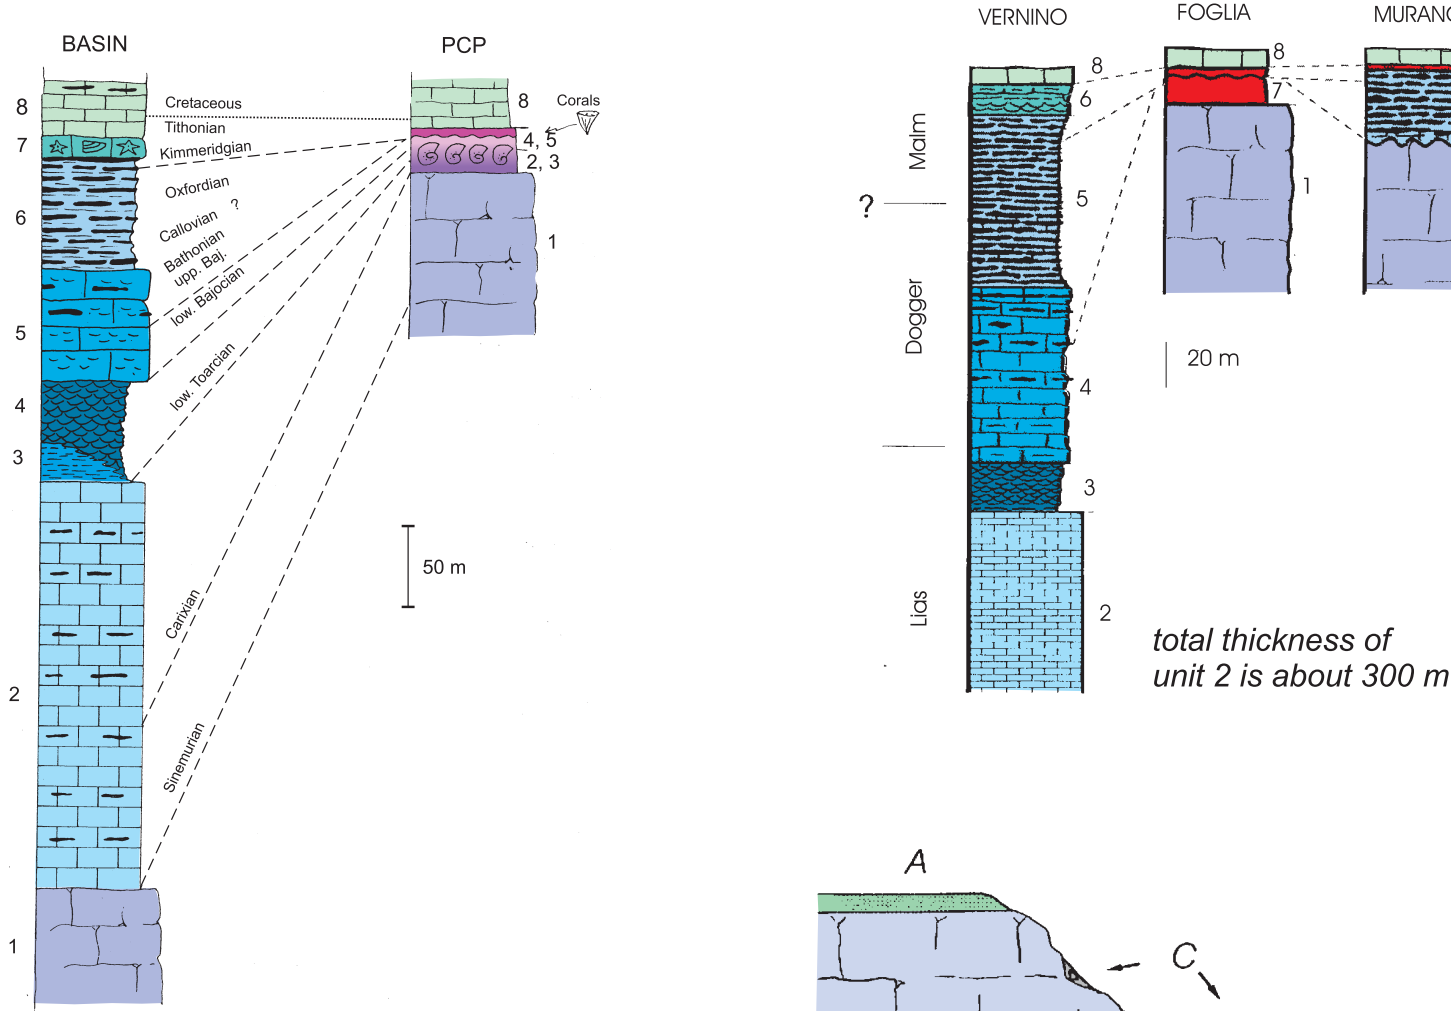 BASIN
PCP
8
7
6
5
4
3
2
1
Cretaceous
Tithonian
Kimmeridgian
Oxfordian
Callovian ?
Bathonian
upp. Baj.
low. Bajocian
low. Toarcian
Carixian
Sinemurian
8
Corals
4, 5
2, 3
1
50 m
VERNINO
FOGLIA
8
6
5
4
3
2
Malm
?
Dogger
Lias
8
7
1
20 m
total thickness of
unit 2 is about 300 m
A
C